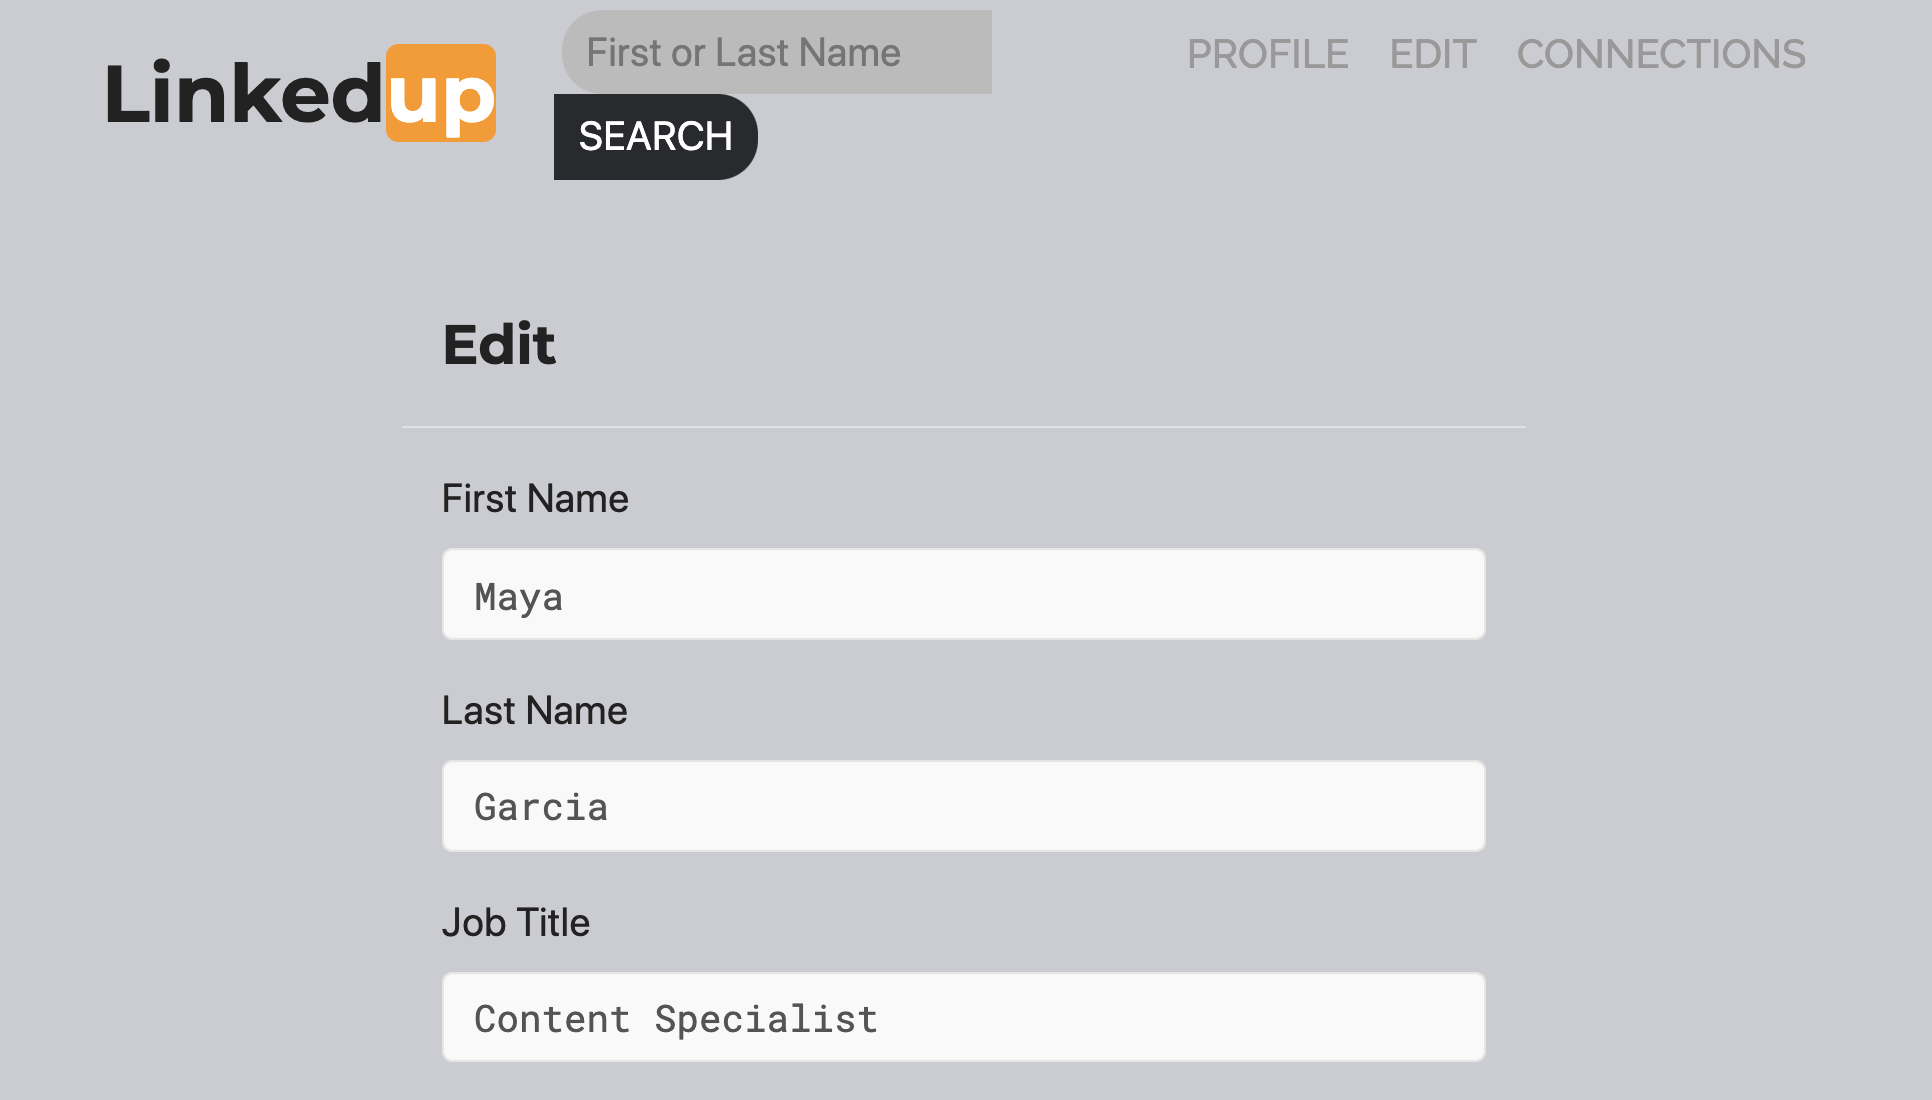 Linkedup
First or Last Name
SEARCH
PROFILE EDIT CONNECTIONS
Edit
First Name
Maya
Last Name
Garcia
Job Title
Content Specialist